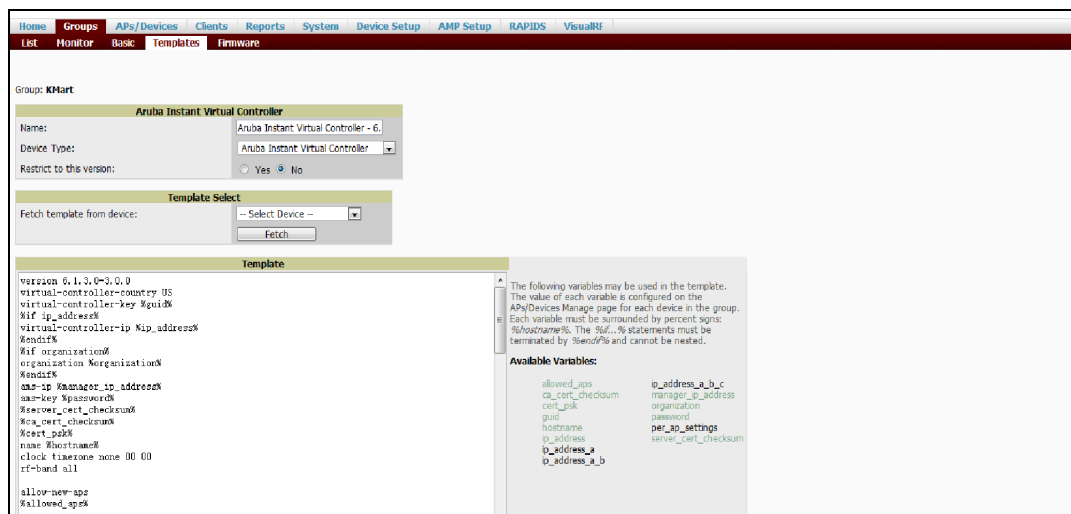 Home Groups APs/Devices Clients Reports System Device Setup AMP Setup RAPIDS VisualRF
List Monitor Basic Templates Firmware
Group: KMart
Aruba Instant Virtual Controller
Name: Aruba Instant Virtual Controller - 6.
Device Type: Aruba Instant Virtual Controller
Restrict to this version: Yes No
Template Select
Fetch template from device: -- Select Device --
Fetch
Template
version 6.1.3.0-3.0.0
virtual-controller-country US
virtual-controller-key %guid%
%if ip_address%
virtual-controller-ip %ip_address%
%endif%
%if organization%
organization %organization%
%endif%
ams-ip %manager_ip_address%
ams-key %password%
%server_cert_checksum%
%ca_cert_checksum%
%cert_psk%
name %hostname%
clock timezone none 00 00
rf-band all
allow-new-aps
%allowed_aps%
The following variables may be used in the template.
The value of each variable is configured on the
APs/Devices Manage page for each device in the group.
Each variable must be surrounded by percent signs:
%hostname%. The %if...% statements must be
terminated by %endif% and cannot be nested.
Available Variables:
allowed_aps ip_address_a_b_c
ca_cert_checksum manager_ip_address
cert_psk organization
guid password
hostname per_ap_settings
ip_address server_cert_checksum
ip_address_a
ip_address_a_b